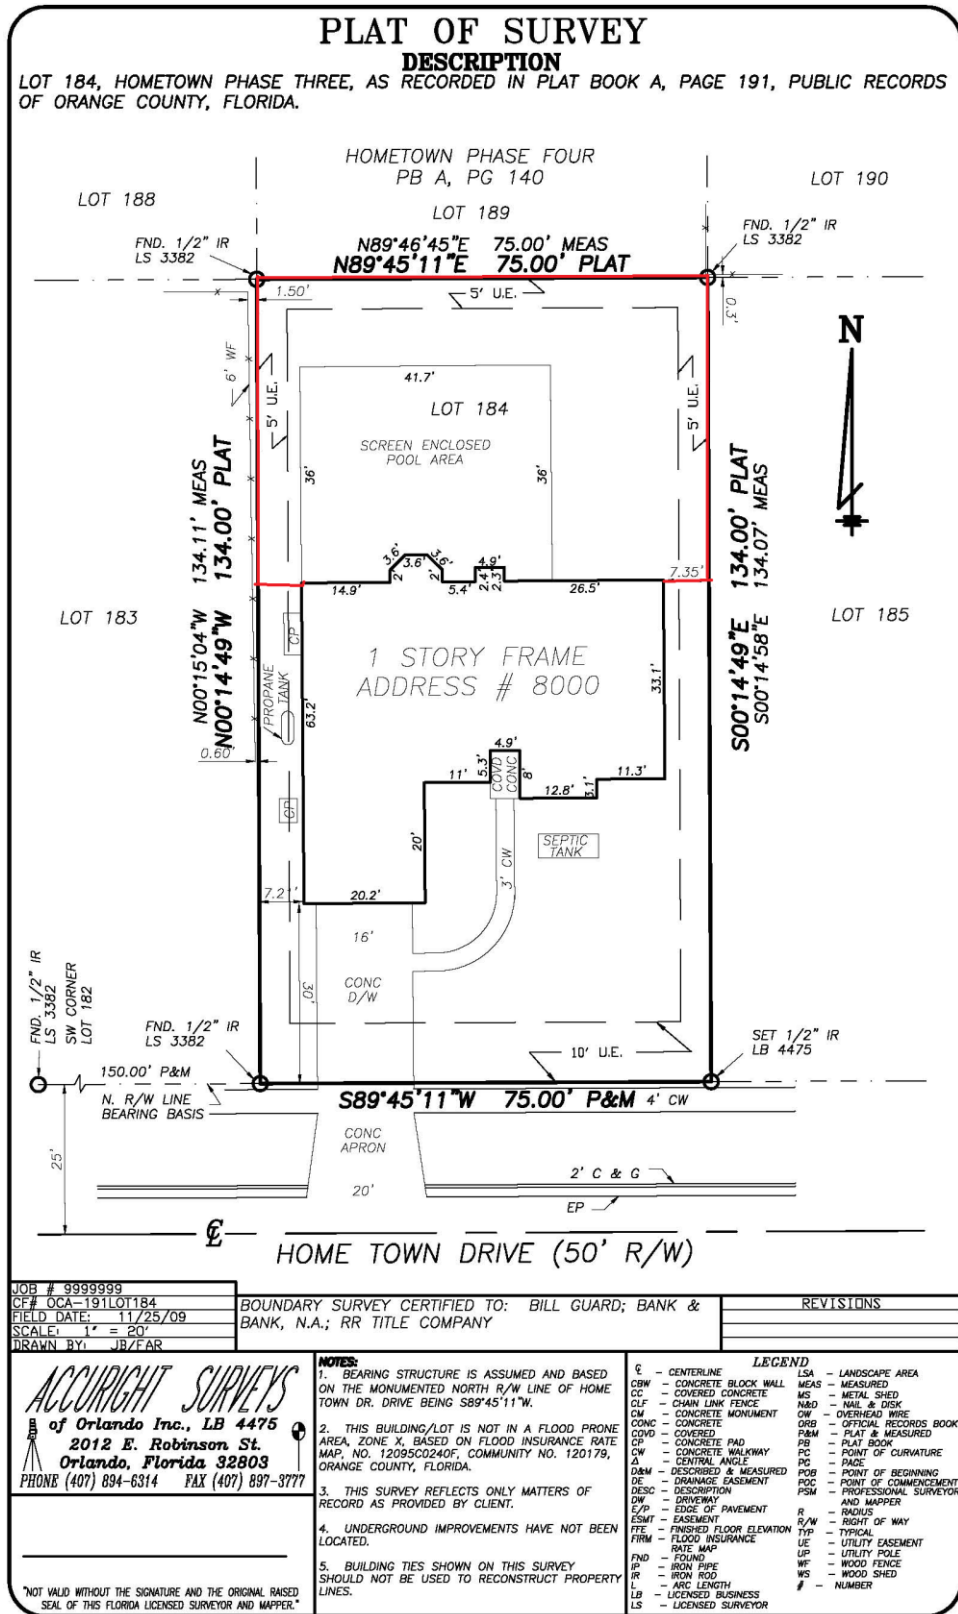 PLAT OF SURVEY
DESCRIPTION
LOT 184, HOMETOWN PHASE THREE, AS RECORDED IN PLAT BOOK A, PAGE 191, PUBLIC RECORDS
OF ORANGE COUNTY, FLORIDA.
HOMETOWN PHASE FOUR
PB A, PG 140
LOT 188
LOT 189
LOT 190
FND. 1/2" IR
LS 3382
FND. 1/2" IR
LS 3382
N89°46'45"E 75.00' MEAS
N89°45'11"E 75.00' PLAT
1.50'
5' U.E.
0.3'
6' WF
5' U.E.
5' U.E.
N
41.7'
LOT 184
SCREEN ENCLOSED
POOL AREA
36'
36'
N00°15'04"W 134.11' MEAS
N00°14'49"W 134.00' PLAT
S00°14'49"E 134.00' PLAT
S00°14'58"E 134.07' MEAS
3.6'
3.6'
3.6'
2'
2'
4.9'
2.4'
2.3'
14.9'
5.4'
26.5'
7.35'
LOT 183
LOT 185
CP
1 STORY FRAME
ADDRESS # 8000
PROPANE
TANK
63.2'
33.1'
0.60'
4.9'
5.3'
COVD
CONC
8'
11'
12.8'
3.1'
11.3'
CP
20'
SEPTIC
TANK
3' CW
7.21'
20.2'
16'
CONC
D/W
30'
FND. 1/2" IR
LS 3382
SW CORNER
LOT 182
FND. 1/2" IR
LS 3382
SET 1/2" IR
LB 4475
10' U.E.
150.00' P&M
N. R/W LINE
BEARING BASIS
S89°45'11"W 75.00' P&M
4' CW
CONC
APRON
25'
20'
2' C & G
EP
℄
HOME TOWN DRIVE (50' R/W)
JOB # 9999999
CF# OCA-191LOT184
FIELD DATE: 11/25/09
SCALE: 1" = 20'
DRAWN BY: JB/FAR
BOUNDARY SURVEY CERTIFIED TO: BILL GUARD; BANK &
BANK, N.A.; RR TITLE COMPANY
REVISIONS
ACCURIGHT SURVEYS
of Orlando Inc., LB 4475
2012 E. Robinson St.
Orlando, Florida 32803
PHONE (407) 894-6314 FAX (407) 897-3777
"NOT VALID WITHOUT THE SIGNATURE AND THE ORIGINAL RAISED
SEAL OF THIS FLORIDA LICENSED SURVEYOR AND MAPPER."
NOTES:
1. BEARING STRUCTURE IS ASSUMED AND BASED
ON THE MONUMENTED NORTH R/W LINE OF HOME
TOWN DR. DRIVE BEING S89°45'11"W.
2. THIS BUILDING/LOT IS NOT IN A FLOOD PRONE
AREA, ZONE X, BASED ON FLOOD INSURANCE RATE
MAP, NO. 12095C0240F, COMMUNITY NO. 120179,
ORANGE COUNTY, FLORIDA.
3. THIS SURVEY REFLECTS ONLY MATTERS OF
RECORD AS PROVIDED BY CLIENT.
4. UNDERGROUND IMPROVEMENTS HAVE NOT BEEN
LOCATED.
5. BUILDING TIES SHOWN ON THIS SURVEY
SHOULD NOT BE USED TO RECONSTRUCT PROPERTY
LINES.
LEGEND
℄ - CENTERLINE
CBW - CONCRETE BLOCK WALL
CC - COVERED CONCRETE
CLF - CHAIN LINK FENCE
CM - CONCRETE MONUMENT
CONC - CONCRETE
COVD - COVERED
CP - CONCRETE PAD
CW - CONCRETE WALKWAY
Δ - CENTRAL ANGLE
D&M - DESCRIBED & MEASURED
DE - DRAINAGE EASEMENT
DESC - DESCRIPTION
DW - DRIVEWAY
E/P - EDGE OF PAVEMENT
ESMT - EASEMENT
FFE - FINISHED FLOOR ELEVATION
FIRM - FLOOD INSURANCE
RATE MAP
FND - FOUND
IP - IRON PIPE
IR - IRON ROD
L - ARC LENGTH
LB - LICENSED BUSINESS
LS - LICENSED SURVEYOR
LSA - LANDSCAPE AREA
MEAS - MEASURED
MS - METAL SHED
N&D - NAIL & DISK
OW - OVERHEAD WIRE
ORB - OFFICIAL RECORDS BOOK
P&M - PLAT & MEASURED
PB - PLAT BOOK
PC - POINT OF CURVATURE
PG - PAGE
POB - POINT OF BEGINNING
POC - POINT OF COMMENCEMENT
PSM - PROFESSIONAL SURVEYOR
AND MAPPER
R - RADIUS
R/W - RIGHT OF WAY
TYP - TYPICAL
UE - UTILITY EASEMENT
UP - UTILITY POLE
WF - WOOD FENCE
WS - WOOD SHED
# - NUMBER